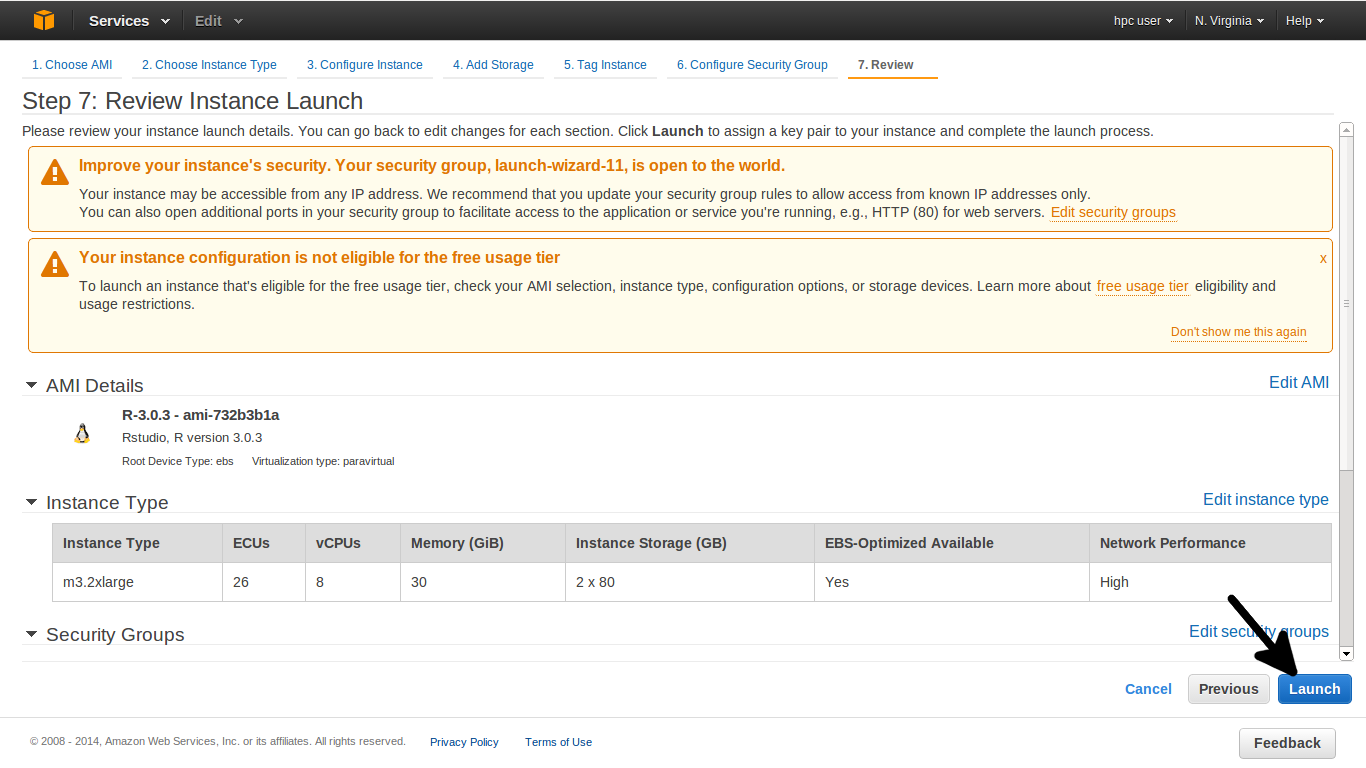 Services Edit hpc user N. Virginia Help
1. Choose AMI 2. Choose Instance Type 3. Configure Instance 4. Add Storage 5. Tag Instance 6. Configure Security Group 7. Review
Step 7: Review Instance Launch
Please review your instance launch details. You can go back to edit changes for each section. Click Launch to assign a key pair to your instance and complete the launch process.
Improve your instance's security. Your security group, launch-wizard-11, is open to the world.
Your instance may be accessible from any IP address. We recommend that you update your security group rules to allow access from known IP addresses only.
You can also open additional ports in your security group to facilitate access to the application or service you're running, e.g., HTTP (80) for web servers. Edit security groups
Your instance configuration is not eligible for the free usage tier x
To launch an instance that's eligible for the free usage tier, check your AMI selection, instance type, configuration options, or storage devices. Learn more about free usage tier eligibility and
usage restrictions.
Don't show me this again
AMI Details Edit AMI
R-3.0.3 - ami-732b3b1a
Rstudio, R version 3.0.3
Root Device Type: ebs Virtualization type: paravirtual
Instance Type Edit instance type
Instance Type ECUs vCPUs Memory (GiB) Instance Storage (GB) EBS-Optimized Available Network Performance
m3.2xlarge 26 8 30 2 x 80 Yes High
Security Groups Edit security groups
Cancel Previous Launch
© 2008 - 2014, Amazon Web Services, Inc. or its affiliates. All rights reserved. Privacy Policy Terms of Use Feedback